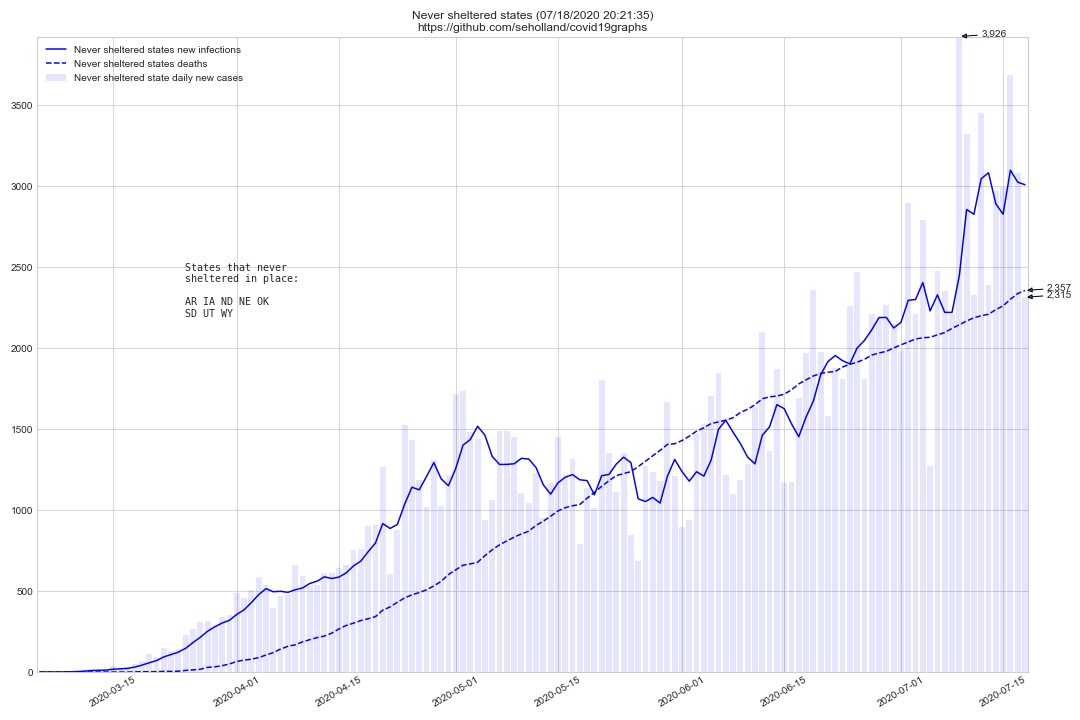 Never sheltered states (07/18/2020 20:21:35)
https://github.com/seholland/covid19graphs
Never sheltered states new infections
Never sheltered states deaths
Never sheltered state daily new cases
3,926
3500
3000
2500
2000
1500
1000
500
0
States that never
sheltered in place:
AR IA ND NE OK
SD UT WY
2,357
2,315
2020-03-15
2020-04-01
2020-04-15
2020-05-01
2020-05-15
2020-06-01
2020-06-15
2020-07-01
2020-07-15